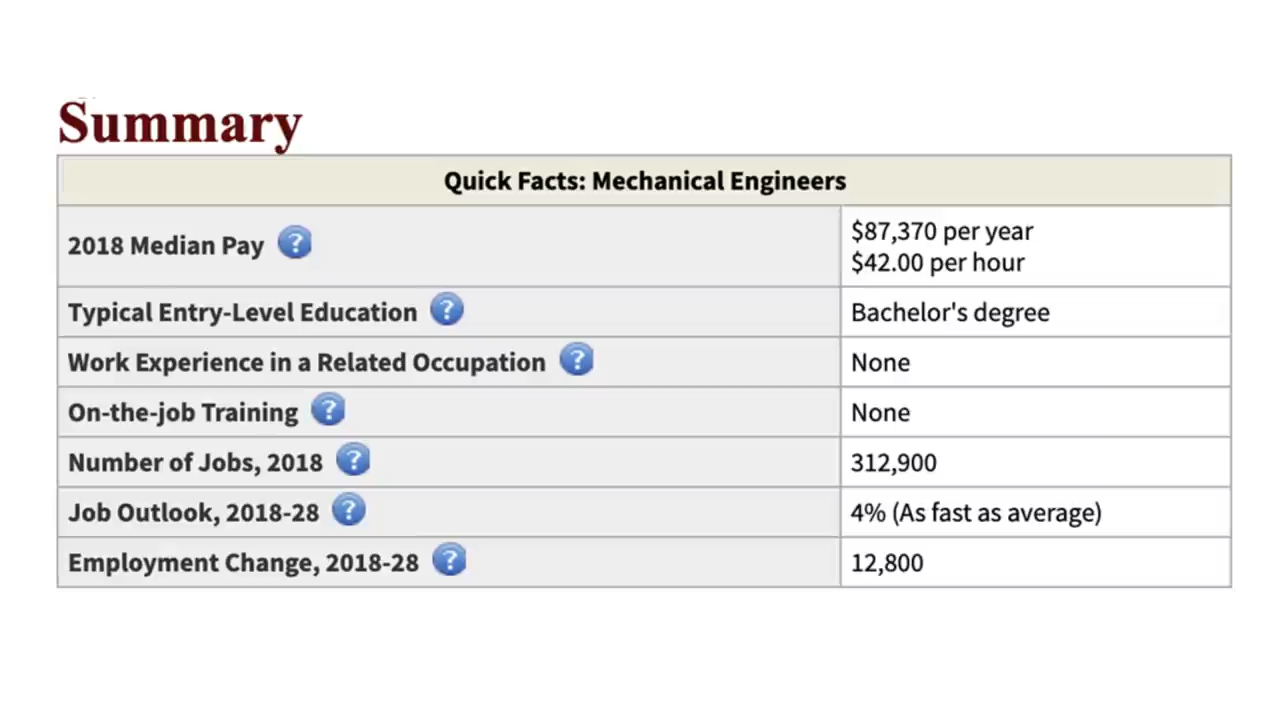 Summary
Quick Facts: Mechanical Engineers
2018 Median Pay ?
$87,370 per year
$42.00 per hour
Typical Entry-Level Education ? Bachelor's degree
Work Experience in a Related Occupation ? None
On-the-job Training ? None
Number of Jobs, 2018 ? 312,900
Job Outlook, 2018-28 ? 4% (As fast as average)
Employment Change, 2018-28 ? 12,800